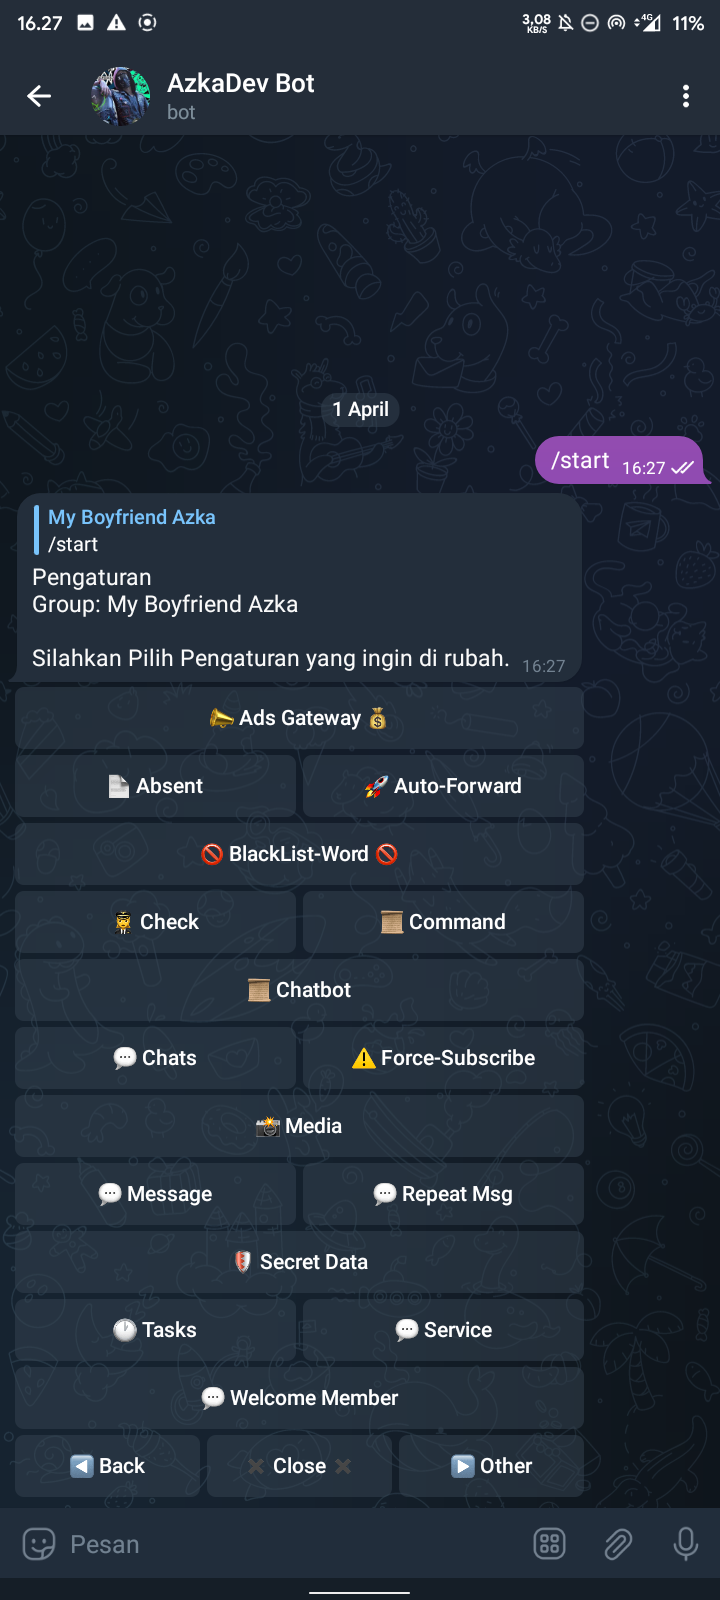 16.27
3,08 KB/S
4G
11%
AzkaDev Bot
bot
1 April
/start 16:27
My Boyfriend Azka
/start
Pengaturan
Group: My Boyfriend Azka
Silahkan Pilih Pengaturan yang ingin di rubah. 16:27
Ads Gateway
Absent
Auto-Forward
BlackList-Word
Check
Command
Chatbot
Chats
Force-Subscribe
Media
Message
Repeat Msg
Secret Data
Tasks
Service
Welcome Member
Back
Close
Other
Pesan